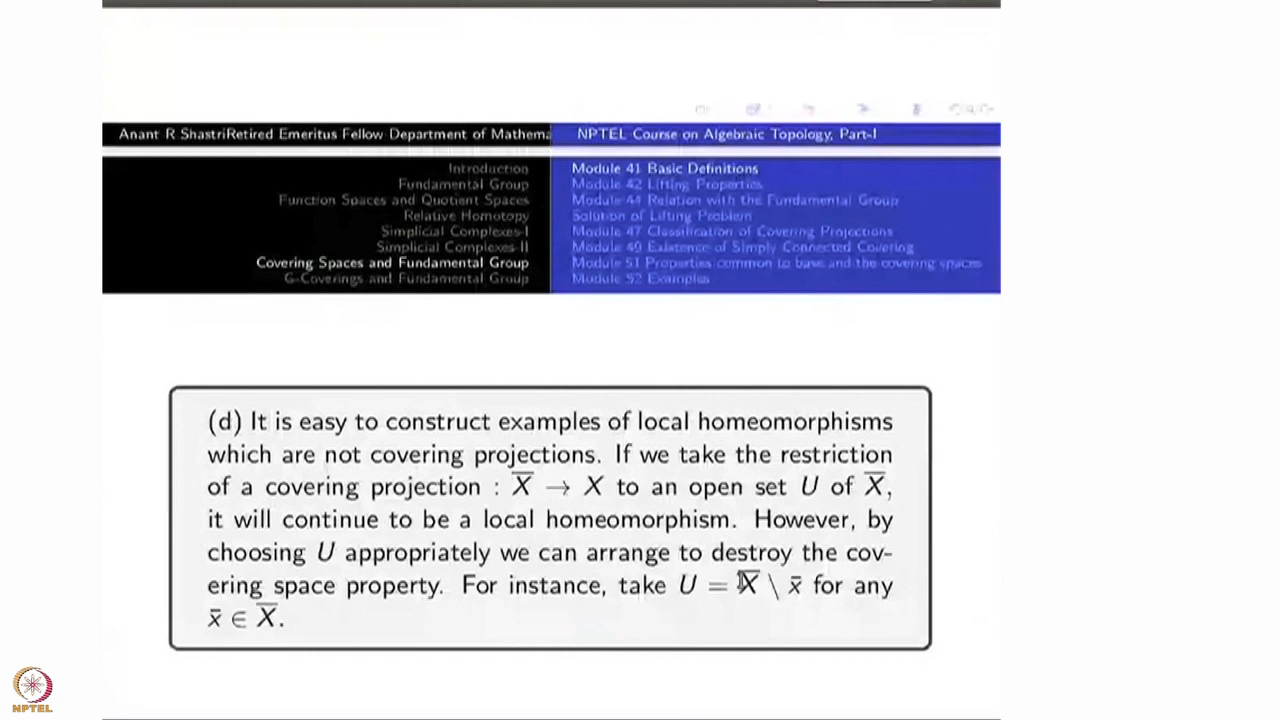 Anant R ShastriRetired Emeritus Fellow Department of Mathema
NPTEL Course on Algebraic Topology, Part-I
Introduction
Fundamental Group
Function Spaces and Quotient Spaces
Relative Homotopy
Simplicial Complexes-I
Simplicial Complexes-II
Covering Spaces and Fundamental Group
G-Coverings and Fundamental Group
Module 41 Basic Definitions
Module 42 Lifting Properties
Module 44 Relation with the Fundamental Group
Solution of Lifting Problem
Module 47 Classification of Covering Projections
Module 49 Existence of Simply Connected Covering
Module 51 Properties common to base and the covering spaces
Module 52 Examples
(d) It is easy to construct examples of local homeomorphisms
which are not covering projections. If we take the restriction
of a covering projection : X̅ → X to an open set U of X̅,
it will continue to be a local homeomorphism. However, by
choosing U appropriately we can arrange to destroy the cov-
ering space property. For instance, take U = X̅ \ x̄ for any
x̄ ∈ X̅.
NPTEL